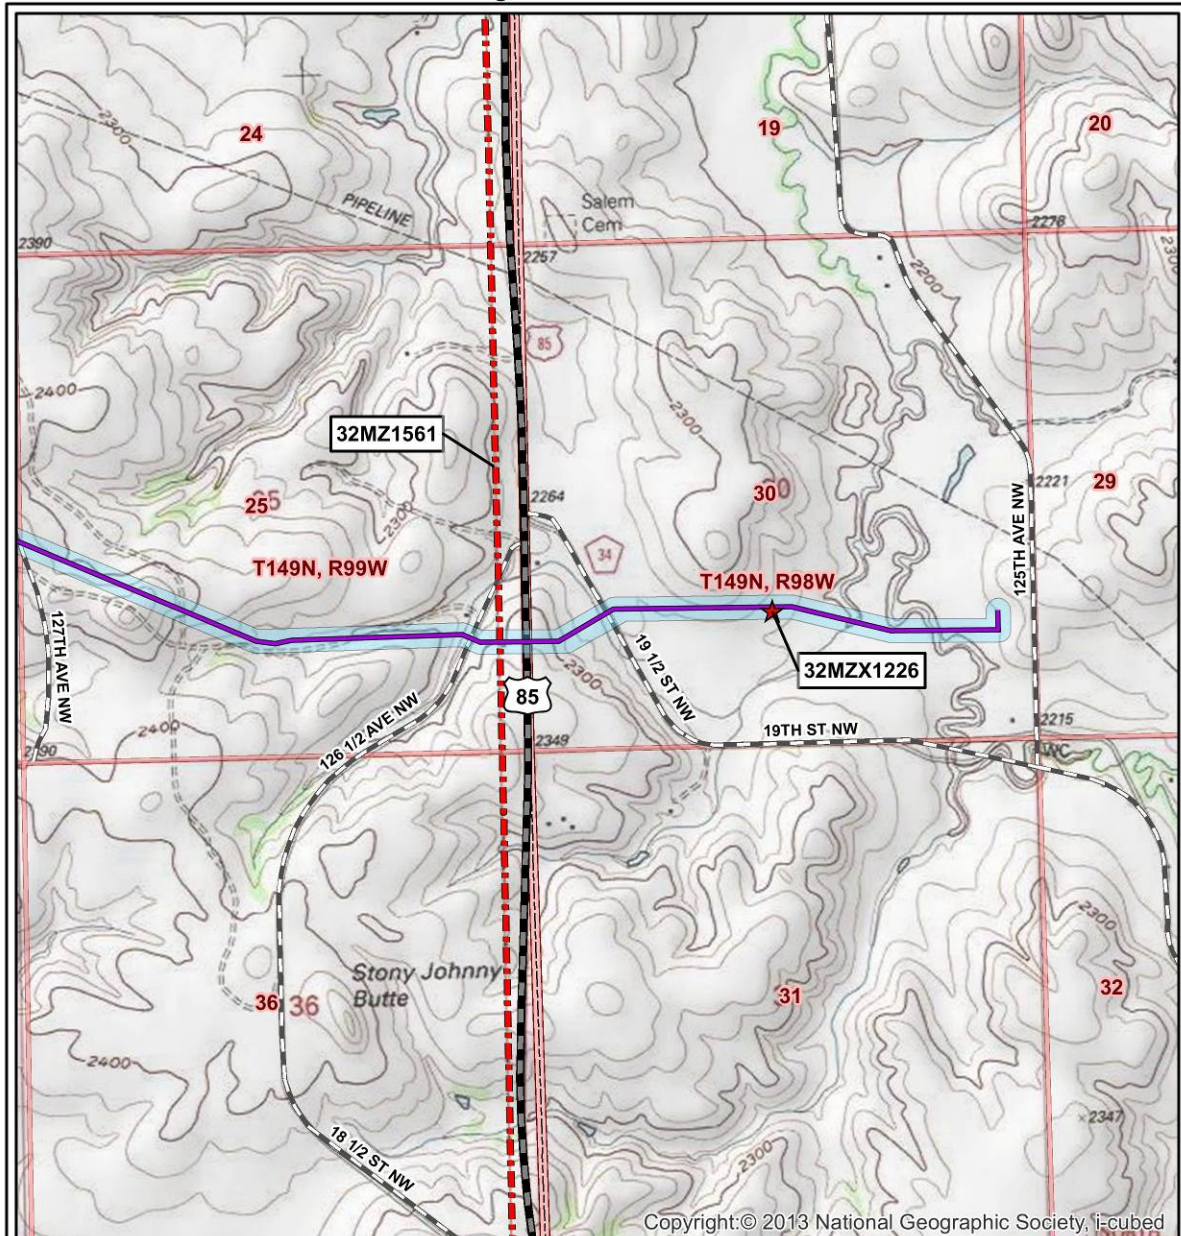 24
19
20
2300
PIPELINE
Salem
Cem
2390
2257
2276
2200
85
2400
2300
32MZ1561
25
2300
2264
30
2221
29
34
T149N, R99W
T149N, R98W
125TH AVE NW
127TH AVE NW
19 1/2 ST NW
32MZX1226
2300
85
2400
126 1/2 AVE NW
2349
19TH ST NW
2215
Stony Johnny
Butte
36
36
31
32
2300
2400
18 1/2 ST NW
2347
2300
Copyright:© 2013 National Geographic Society, i-cubed